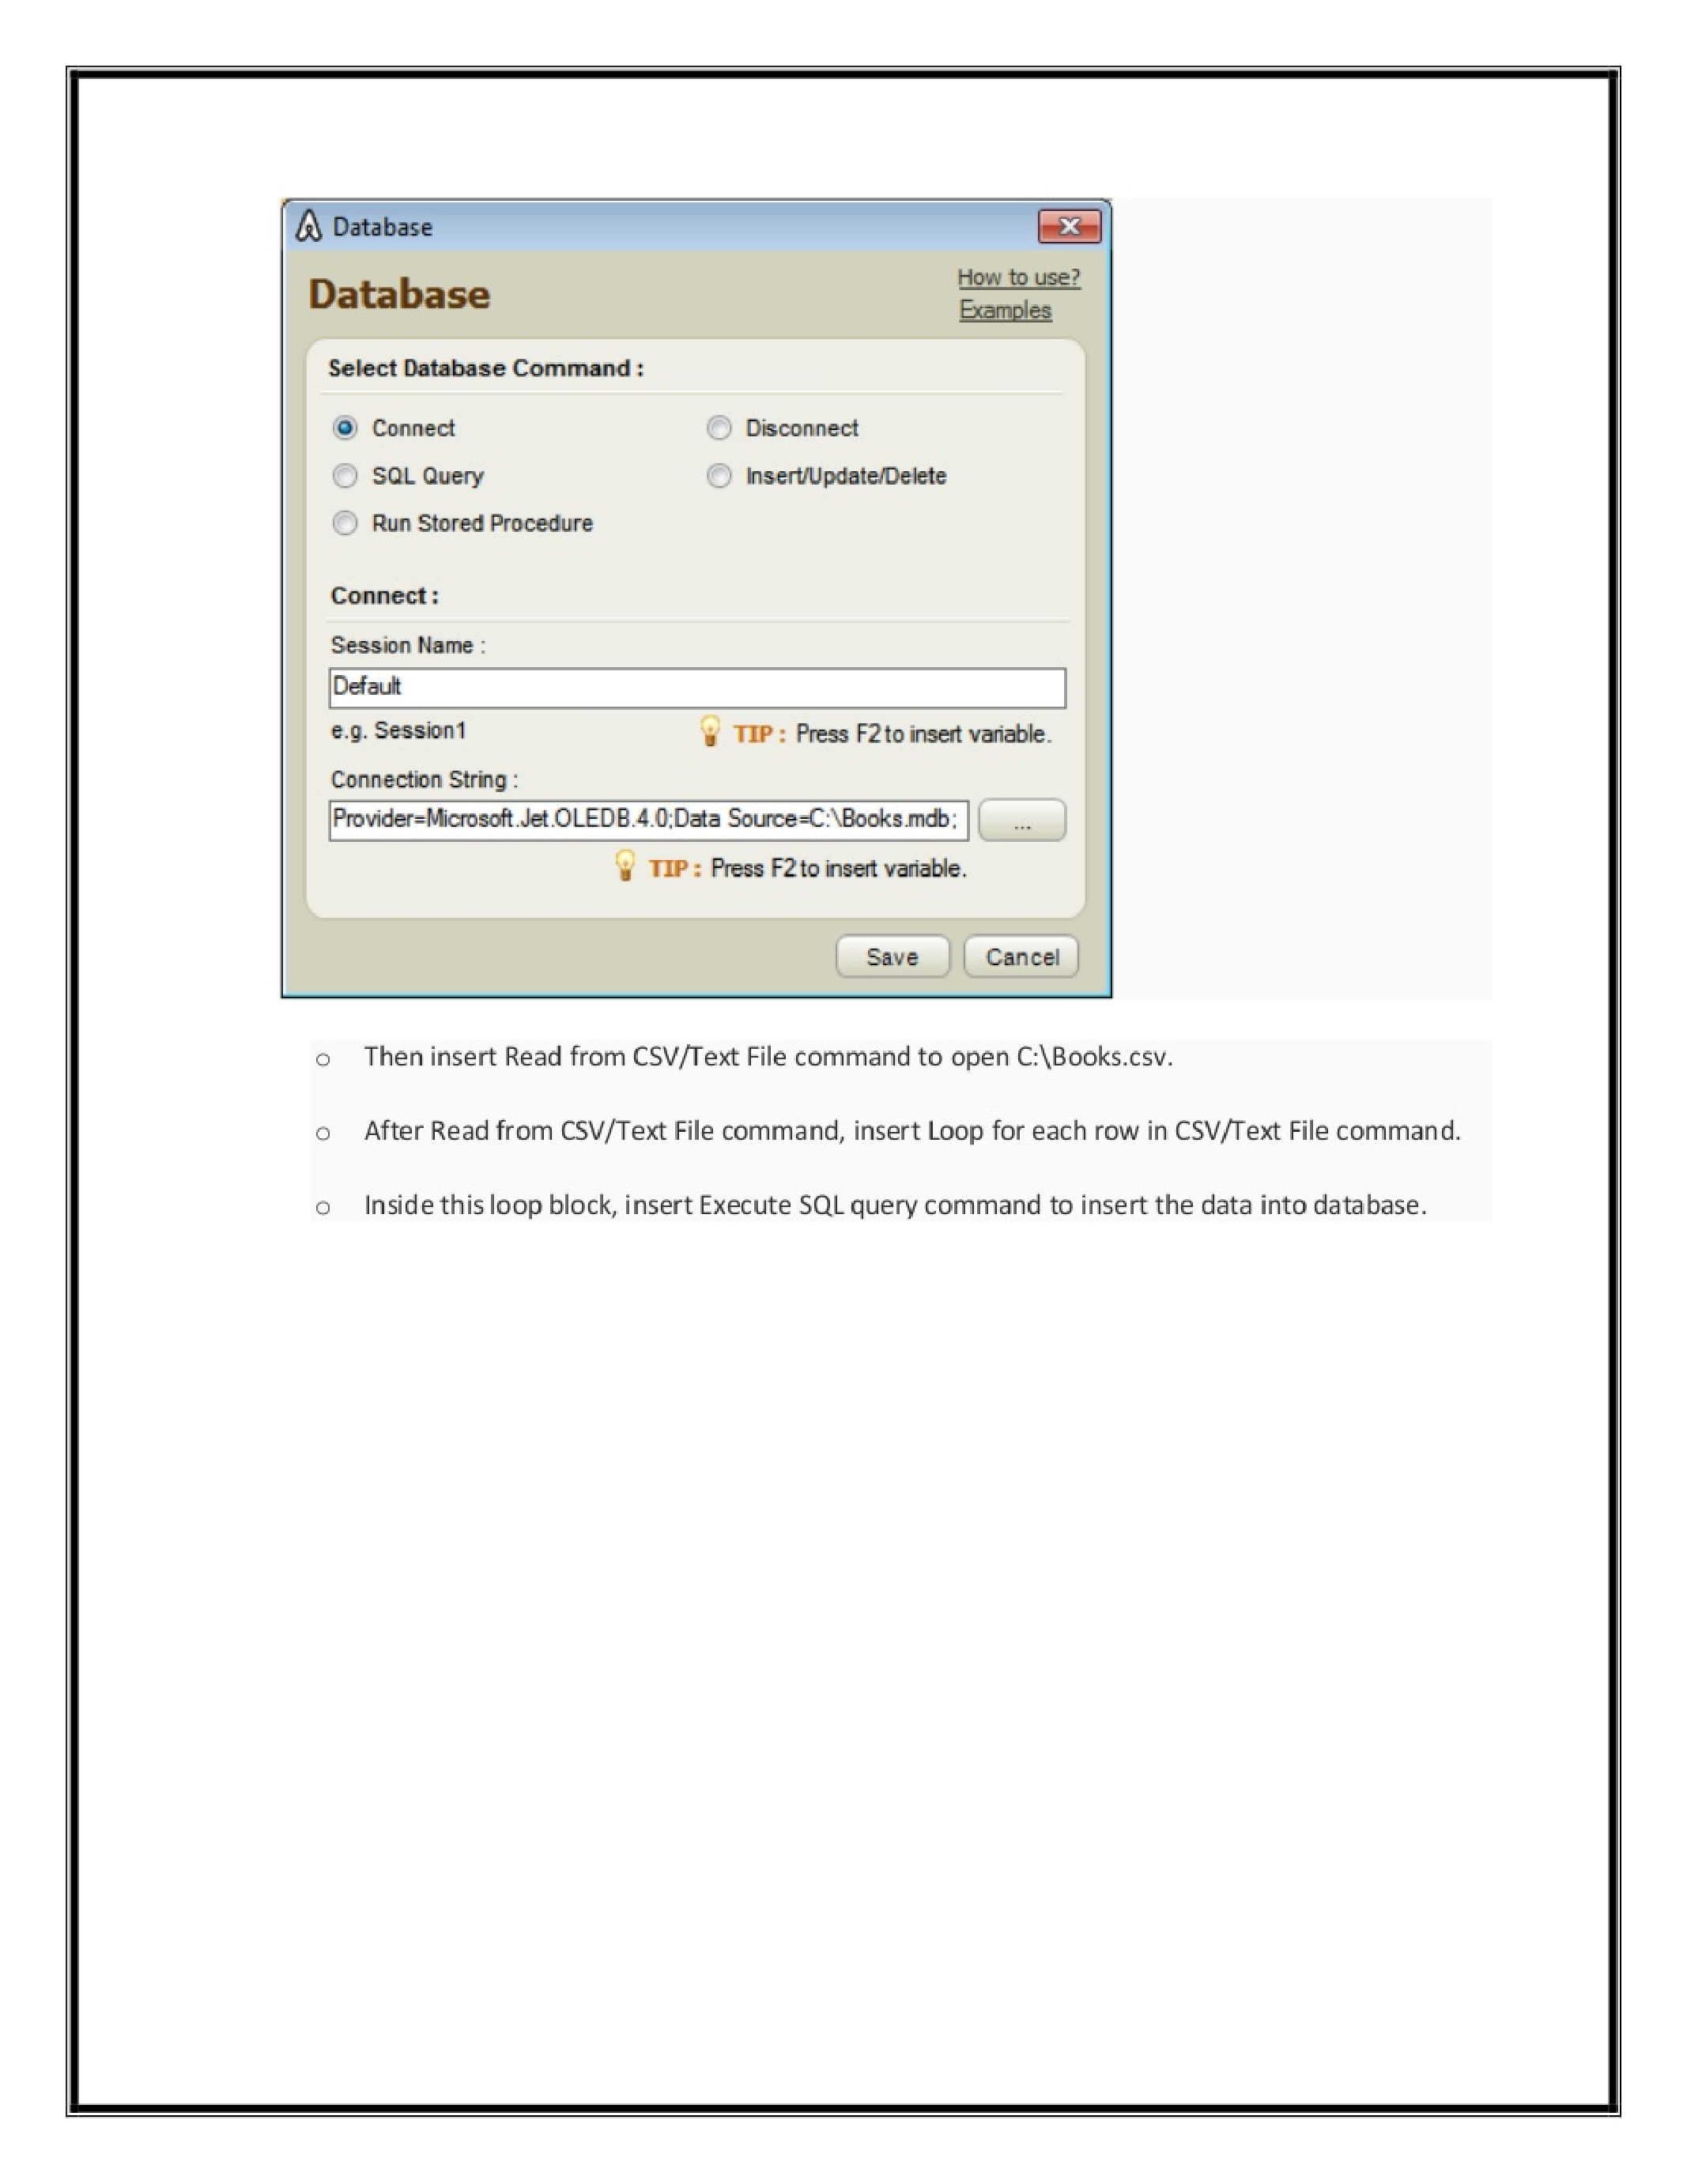 Database
Database
How to use?
Examples
Select Database Command :
Connect
Disconnect
SQL Query
Insert/Update/Delete
Run Stored Procedure
Connect :
Session Name :
Default
e.g. Session1
TIP : Press F2 to insert variable.
Connection String :
Provider=Microsoft.Jet.OLEDB.4.0;Data Source=C:\Books.mdb;
...
TIP : Press F2 to insert variable.
Save
Cancel
o Then insert Read from CSV/Text File command to open C:\Books.csv.
o After Read from CSV/Text File command, insert Loop for each row in CSV/Text File command.
o Inside this loop block, insert Execute SQL query command to insert the data into database.